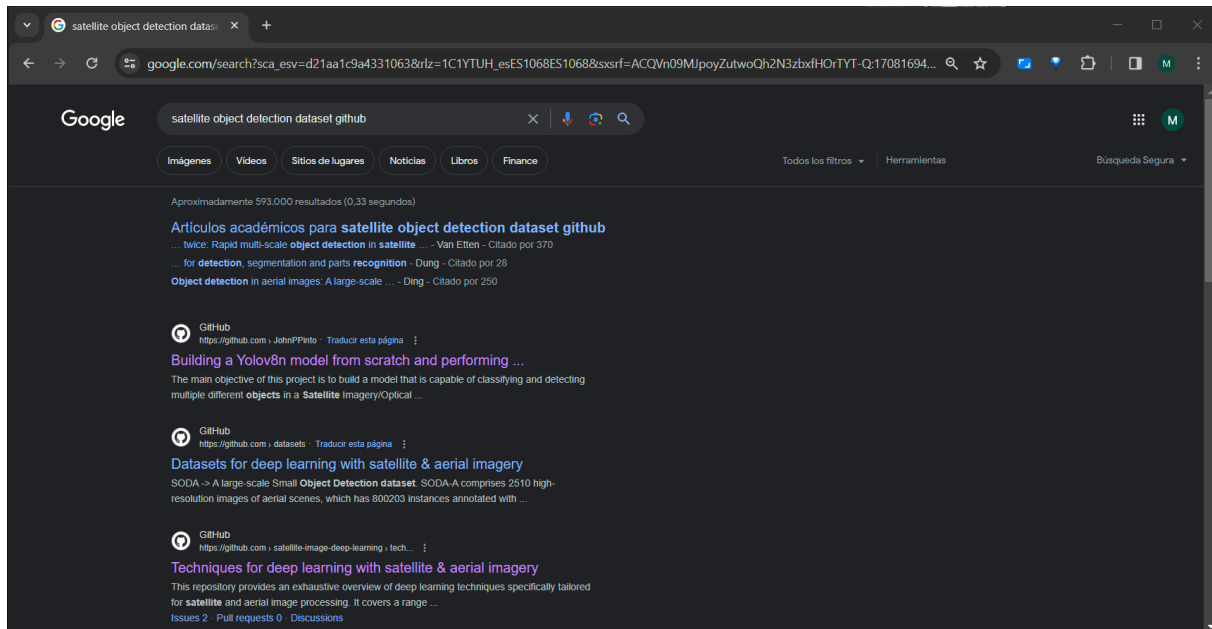 satellite object detection datase
google.com/search?sca_esv=d21aa1c9a4331063&rlz=1C1YTUH_esES1068ES1068&sxsrf=ACQVn09MJpoyZutwoQh2N3zbxfHOrTYT-Q:17081694...
M
Google
satellite object detection dataset github
M
Imágenes
Vídeos
Sitios de lugares
Noticias
Libros
Finance
Todos los filtros
Herramientas
Búsqueda Segura
Aproximadamente 593.000 resultados (0,33 segundos)
Artículos académicos para satellite object detection dataset github
... twice: Rapid multi-scale object detection in satellite ... - Van Etten - Citado por 370
... for detection, segmentation and parts recognition - Dung - Citado por 28
Object detection in aerial images: A large-scale ... - Ding - Citado por 250
GitHub
https://github.com › JohnPPinto · Traducir esta página
Building a Yolov8n model from scratch and performing ...
The main objective of this project is to build a model that is capable of classifying and detecting
multiple different objects in a Satellite Imagery/Optical ...
GitHub
https://github.com › datasets · Traducir esta página
Datasets for deep learning with satellite & aerial imagery
SODA -> A large-scale Small Object Detection dataset. SODA-A comprises 2510 high-
resolution images of aerial scenes, which has 800203 instances annotated with ...
GitHub
https://github.com › satellite-image-deep-learning › tech...
Techniques for deep learning with satellite & aerial imagery
This repository provides an exhaustive overview of deep learning techniques specifically tailored
for satellite and aerial image processing. It covers a range ...
Issues 2 · Pull requests 0 · Discussions